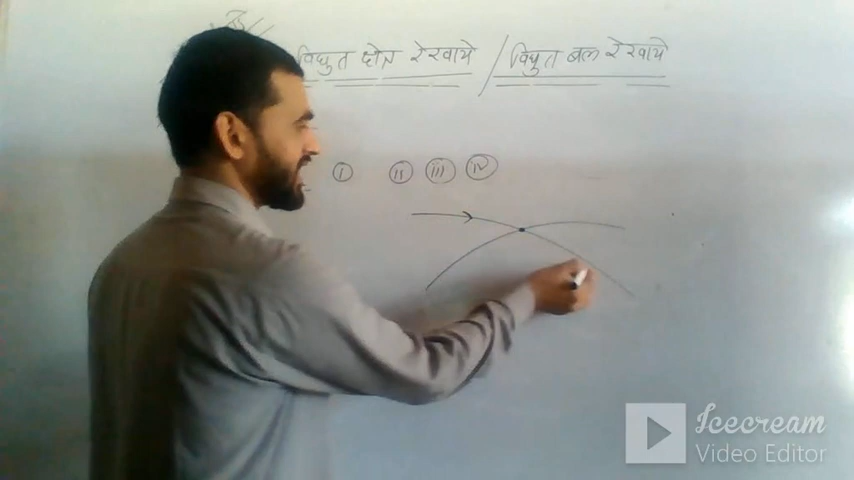 विधुत क्षेत्र रेखाये / विधुत बल रेखाये
i ii iii iv
Icecream
Video Editor